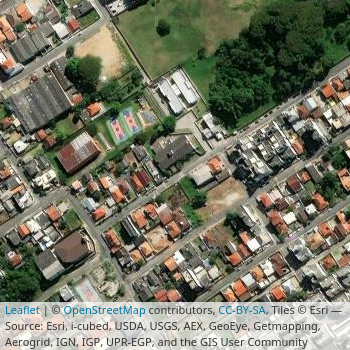 Leaflet | © OpenStreetMap contributors, CC-BY-SA, Tiles © Esri —
Source: Esri, i-cubed, USDA, USGS, AEX, GeoEye, Getmapping,
Aerogrid, IGN, IGP, UPR-EGP, and the GIS User Community